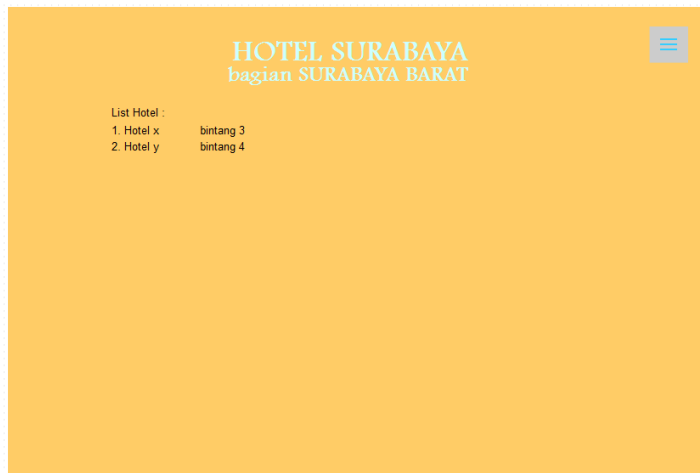 HOTEL SURABAYA
bagian SURABAYA BARAT
List Hotel :
1. Hotel x bintang 3
2. Hotel y bintang 4